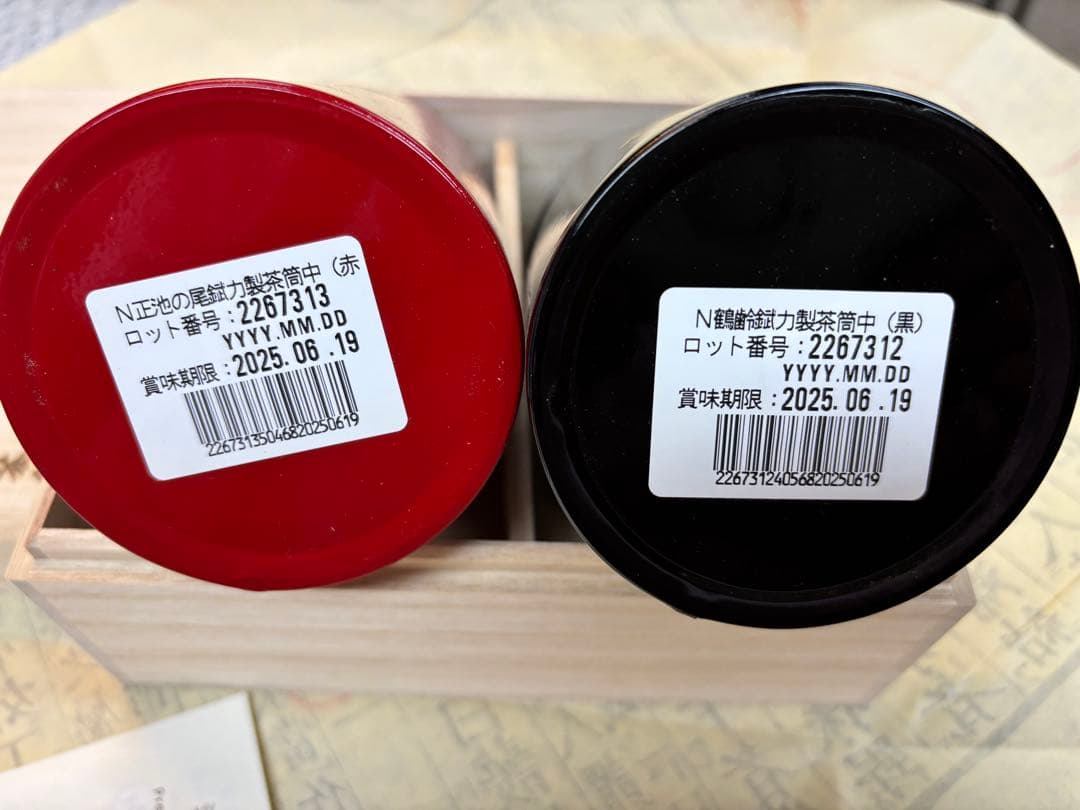 N正池の尾錻力製茶筒中（赤
ロット番号：2267313
YYYY.MM.DD
賞味期限：2025.06.19
22673135046820250619
N鶴齢錻力製茶筒中（黒）
ロット番号：2267312
YYYY.MM.DD
賞味期限：2025.06.19
22673124056820250619